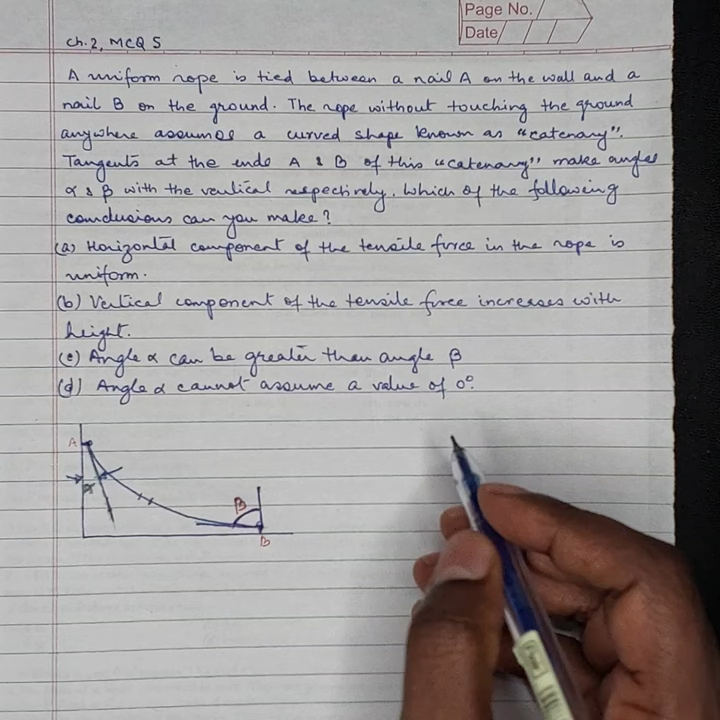 Page No.
Date
Ch.2, MCQ 5
A uniform rope is tied between a nail A on the wall and a
nail B on the ground. The rope without touching the ground
anywhere assumes a curved shape known as "catenary".
Tangents at the ends A & B of this "catenary" make angles
α & β with the vertical respectively. Which of the following
conclusions can you make?
(a) Horizontal component of the tensile force in the rope is
uniform.
(b) Vertical component of the tensile force increases with
height.
(c) Angle α can be greater than angle β
(d) Angle α cannot assume a value of 0°.
A
α
β
B